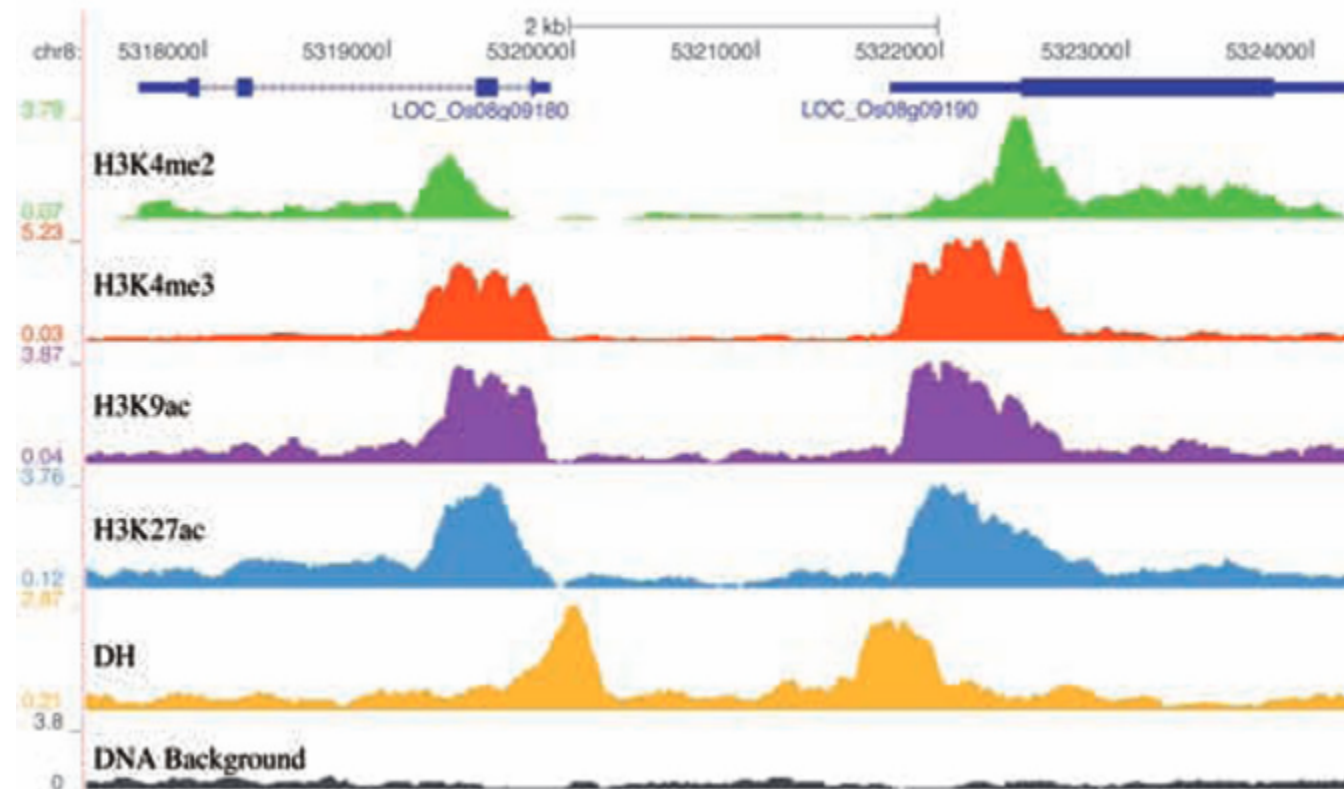 2 kb
chr8: 5318000 5319000 5320000 5321000 5322000 5323000 5324000
LOC_Os08g09180 LOC_Os08g09190
3.79
H3K4me2
0.07
5.23
H3K4me3
0.03
3.87
H3K9ac
0.04
3.76
H3K27ac
0.12
2.87
DH
0.21
3.8
DNA Background
0